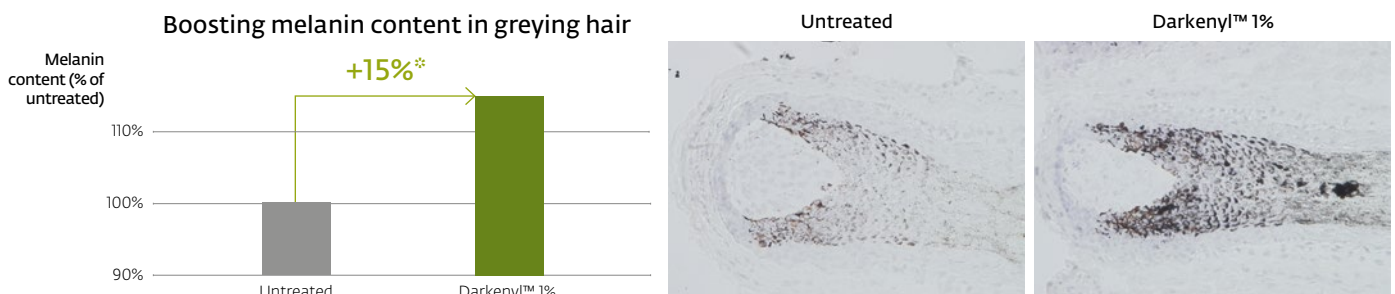 Boosting melanin content in greying hair
Melanin
content (% of
untreated)
+15%*
110%
100%
90%
Untreated
Darkenyl™ 1%
Untreated
Darkenyl™ 1%